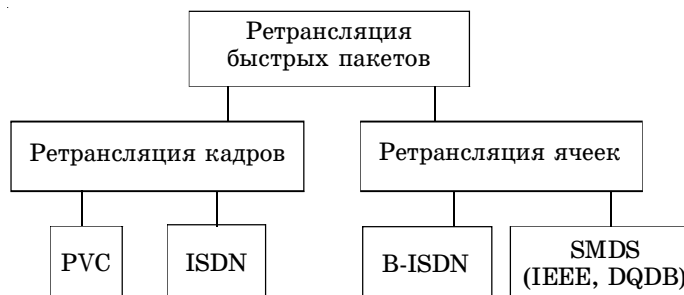 Ретрансляция
быстрых пакетов
Ретрансляция кадров
Ретрансляция ячеек
PVC
ISDN
B-ISDN
SMDS
(IEEE, DQDB)